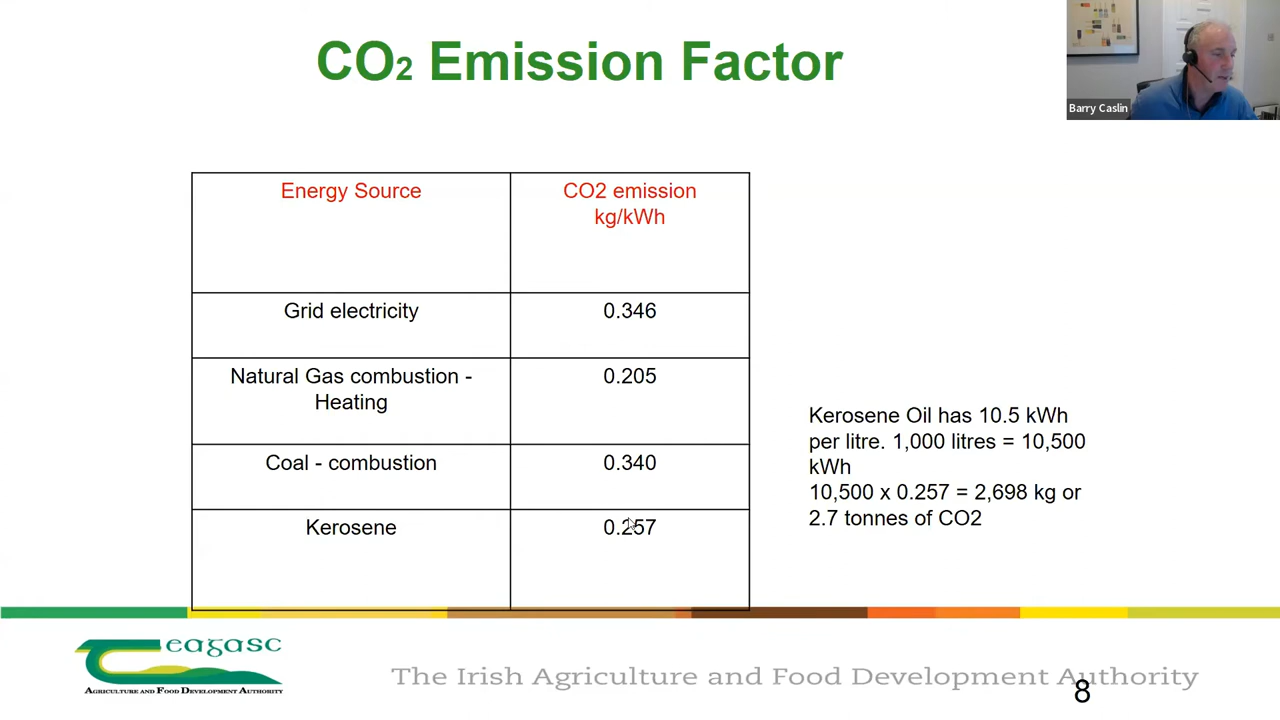 CO2 Emission Factor
Barry Caslin
Energy Source
CO2 emission
kg/kWh
Grid electricity
0.346
Natural Gas combustion -
Heating
0.205
Coal - combustion
0.340
Kerosene
0.257
Kerosene Oil has 10.5 kWh
per litre. 1,000 litres = 10,500
kWh
10,500 x 0.257 = 2,698 kg or
2.7 tonnes of CO2
eagasc
AGRICULTURE AND FOOD DEVELOPMENT AUTHORITY
The Irish Agriculture and Food Development Authority
8